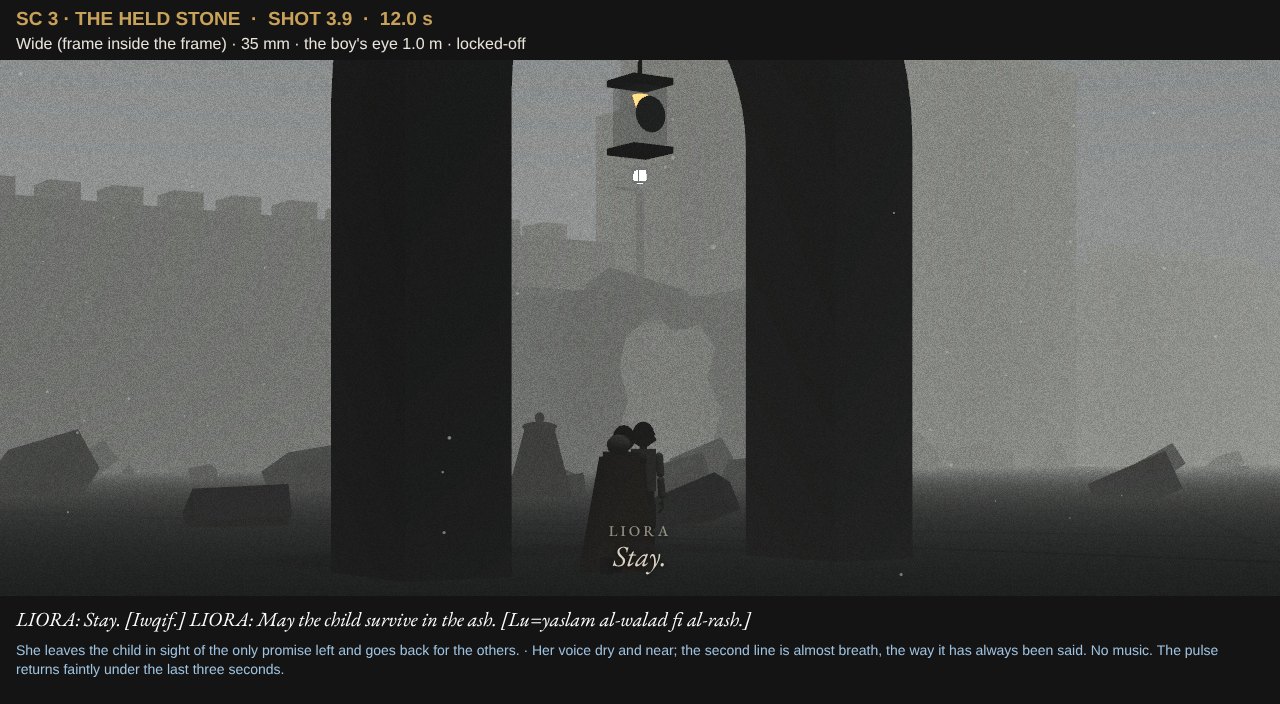 SC 3 · THE HELD STONE · SHOT 3.9 · 12.0 s
Wide (frame inside the frame) · 35 mm · the boy's eye 1.0 m · locked-off
LIORA
Stay.
LIORA: Stay. [Iwqif.] LIORA: May the child survive in the ash. [Lu=yaslam al-walad fi al-rash.]
She leaves the child in sight of the only promise left and goes back for the others. · Her voice dry and near; the second line is almost breath, the way it has always been said. No music. The pulse
returns faintly under the last three seconds.